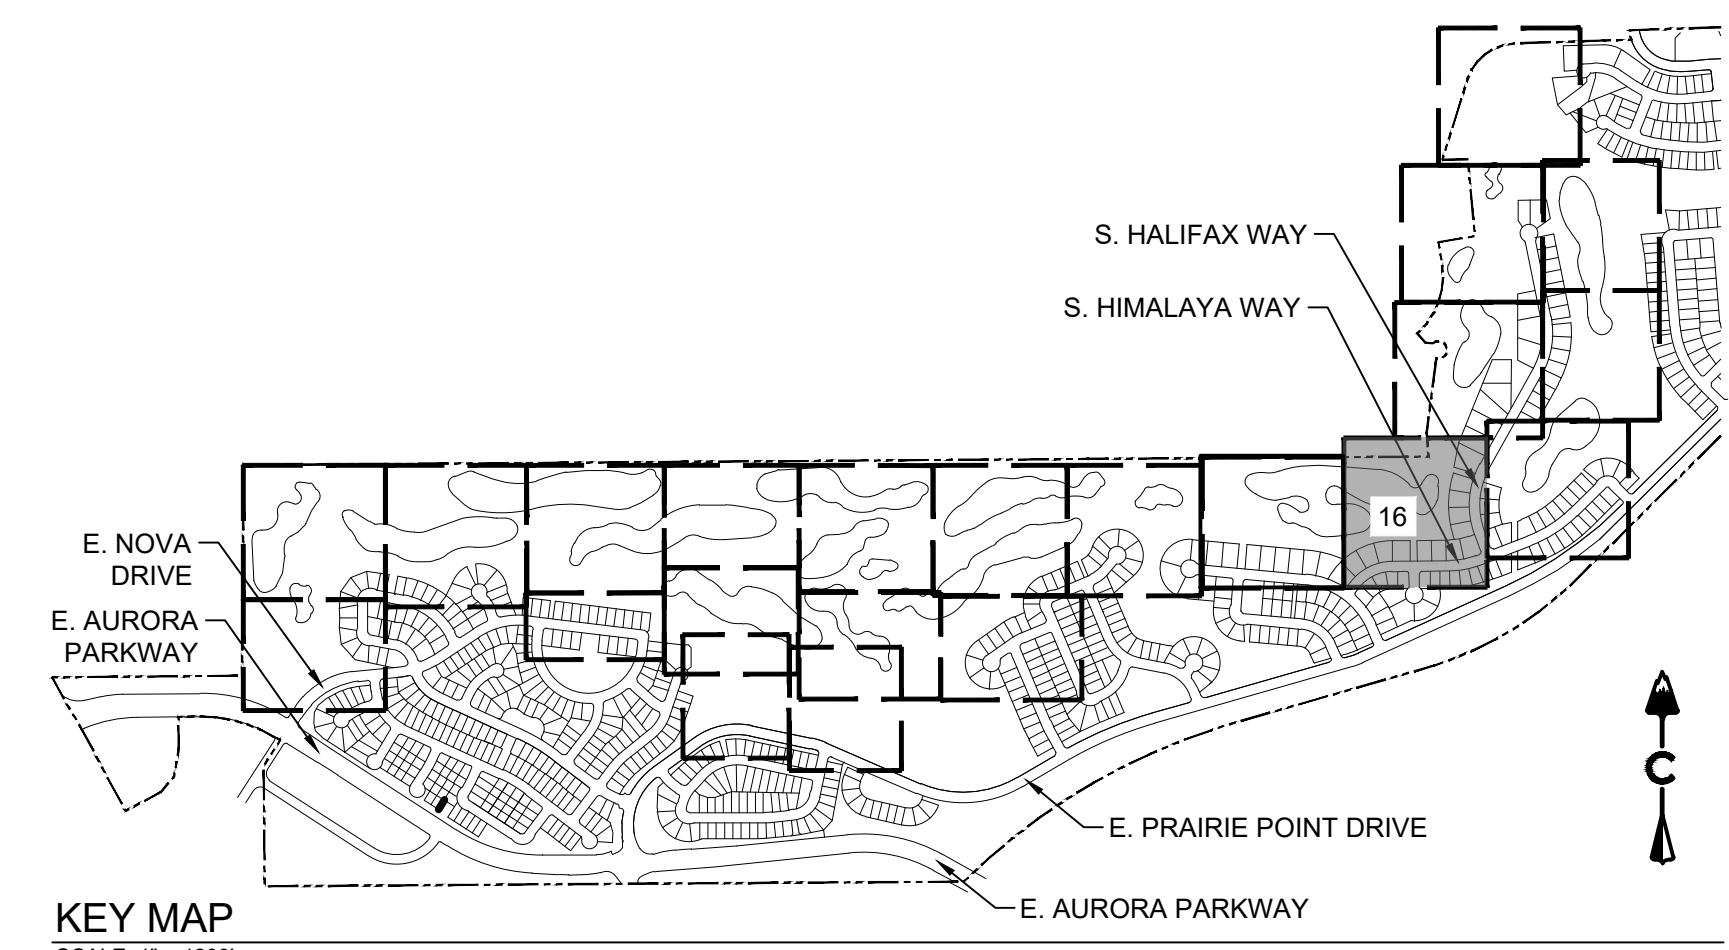 S. HALIFAX WAY
S. HIMALAYA WAY
16
E. NOVA
DRIVE
E. AURORA
PARKWAY
C
E. PRAIRIE POINT DRIVE
E. AURORA PARKWAY
KEY MAP